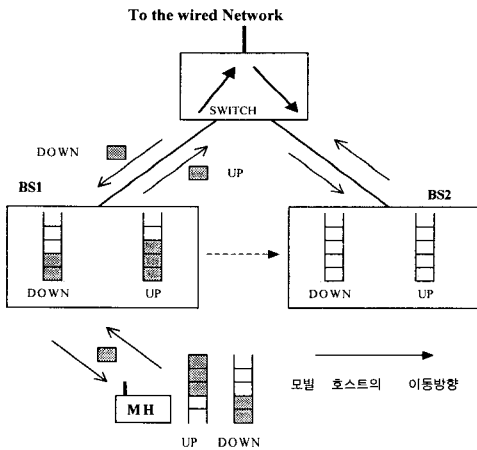 To the wired Network
SWITCH
DOWN
UP
BS1
BS2
DOWN
UP
DOWN
UP
MH
UP
DOWN
모빌 호스트의 이동방향